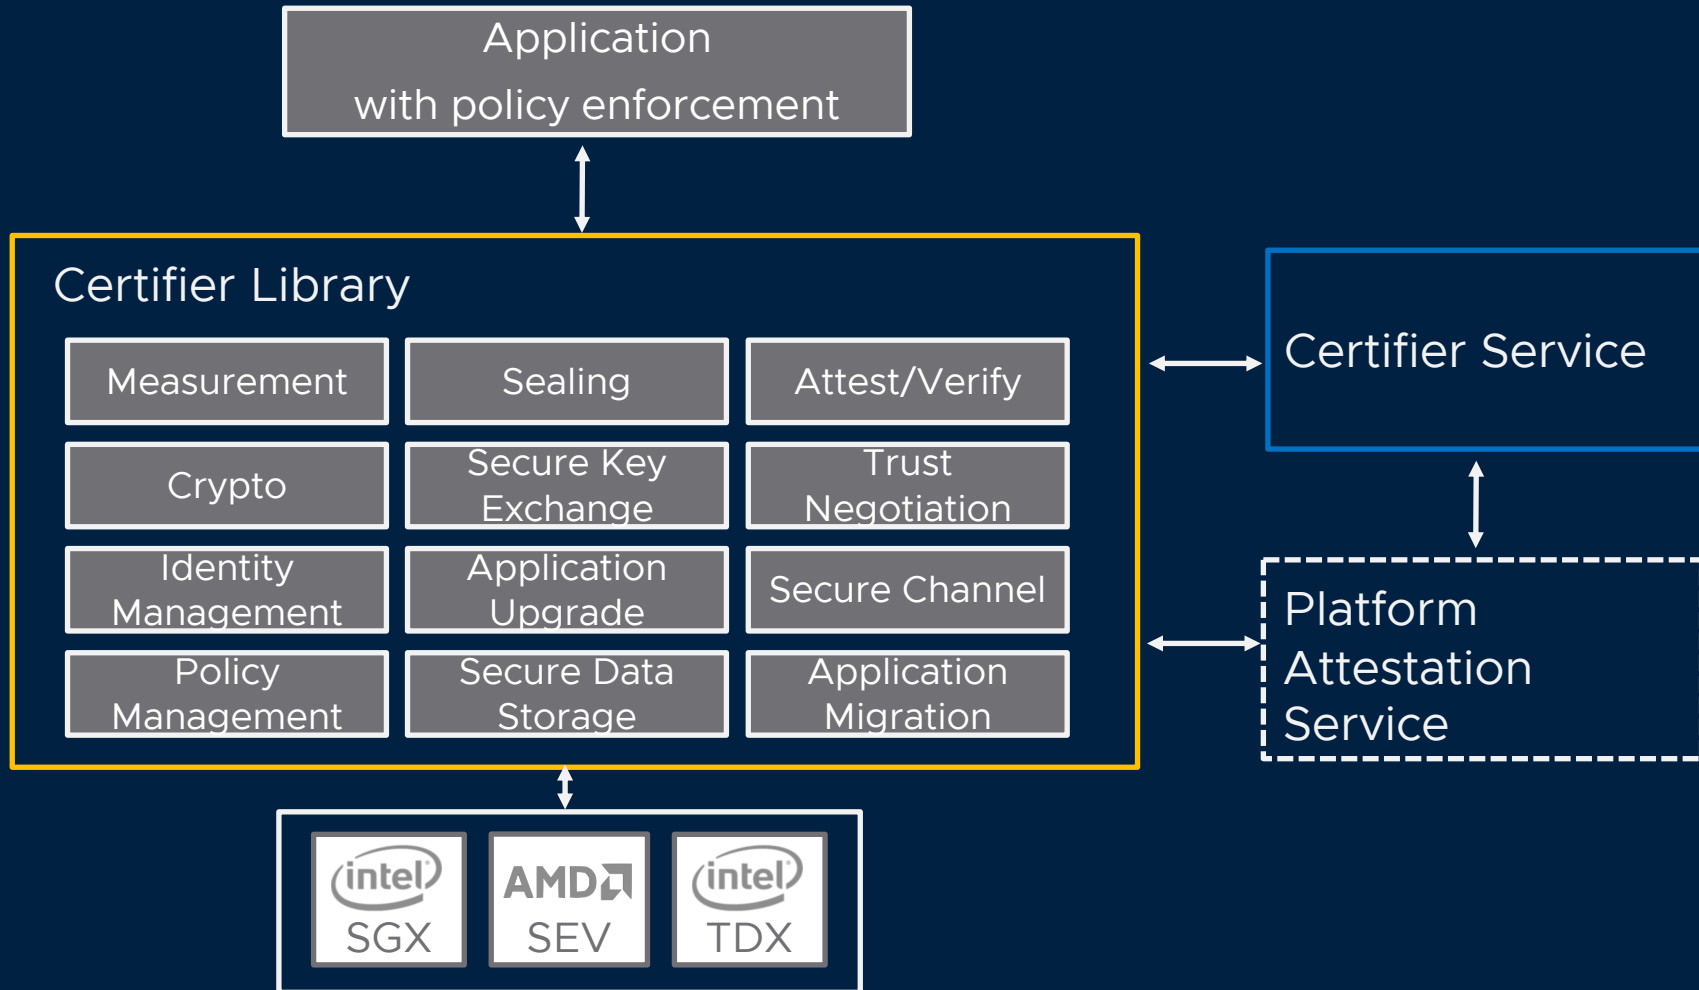 Application
with policy enforcement
Certifier Library
Measurement
Sealing
Attest/Verify
Crypto
Secure Key
Exchange
Trust
Negotiation
Identity
Management
Application
Upgrade
Secure Channel
Policy
Management
Secure Data
Storage
Application
Migration
Certifier Service
Platform
Attestation
Service
intel
SGX
AMD
SEV
intel
TDX